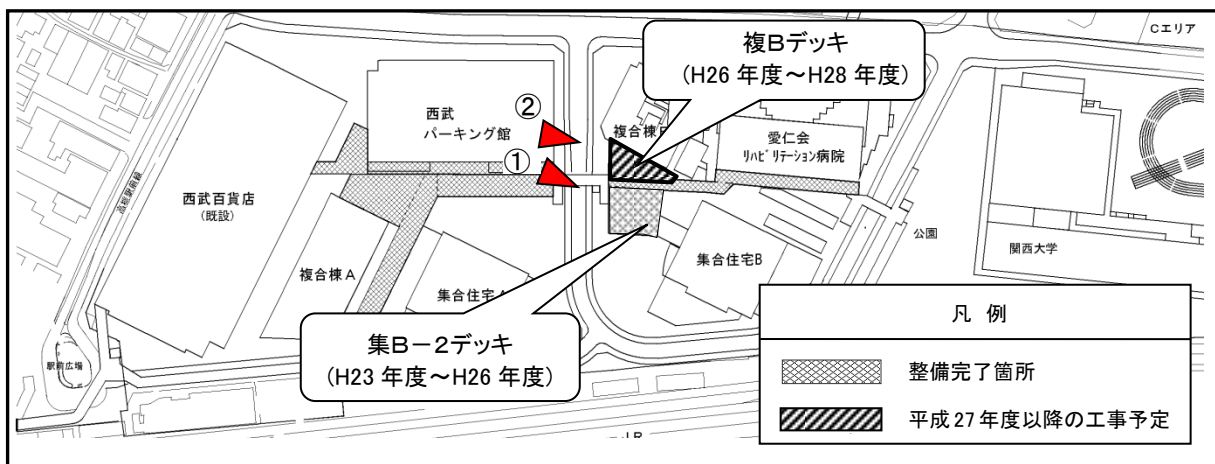 Cエリア
複Bデッキ
(H26 年度～H28 年度)
②
西武
パーキング館
複合棟
愛仁会
リハビリテーション病院
①
高槻駅前線
西武百貨店
(既設)
公園
関西大学
複合棟A
集合住宅
集合住宅B
凡 例
集B－2デッキ
(H23 年度～H26 年度)
駅前広場
整備完了箇所
平成27年度以降の工事予定
JR